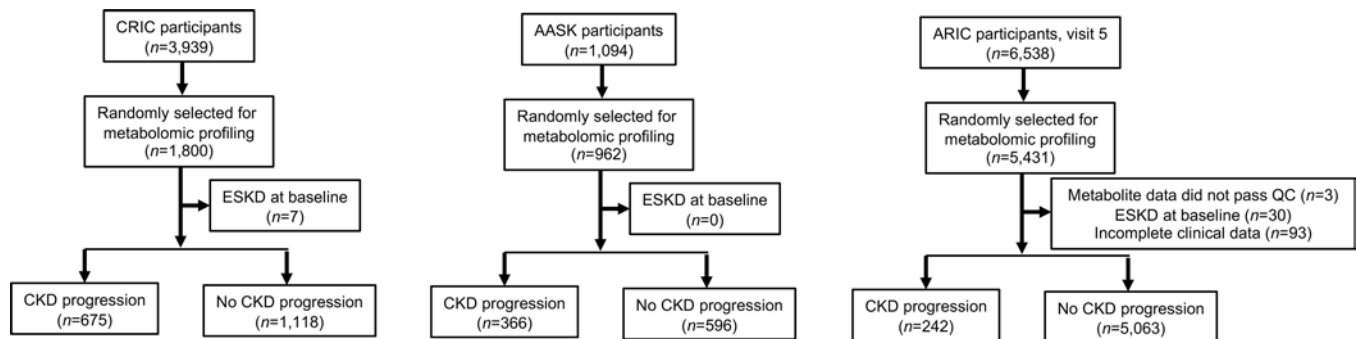 CRIC participants
(n=3,939)
Randomly selected for
metabolomic profiling
(n=1,800)
ESKD at baseline
(n=7)
CKD progression
(n=675)
No CKD progression
(n=1,118)
AASK participants
(n=1,094)
Randomly selected for
metabolomic profiling
(n=962)
ESKD at baseline
(n=0)
CKD progression
(n=366)
No CKD progression
(n=596)
ARIC participants, visit 5
(n=6,538)
Randomly selected for
metabolomic profiling
(n=5,431)
Metabolite data did not pass QC (n=3)
ESKD at baseline (n=30)
Incomplete clinical data (n=93)
CKD progression
(n=242)
No CKD progression
(n=5,063)